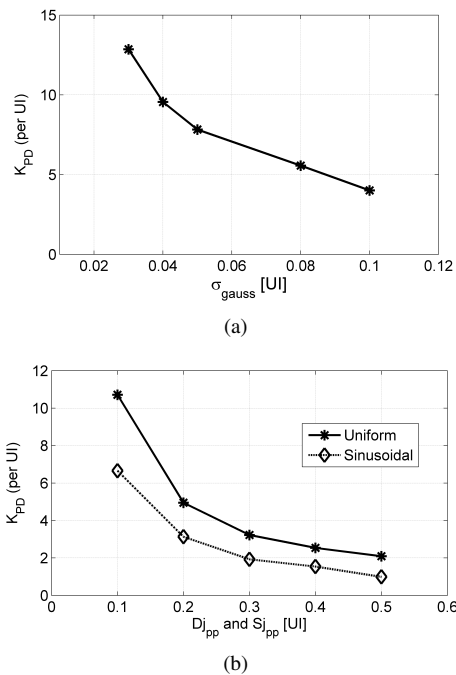 15
10
5
0
K_PD (per UI)
0.02 0.04 0.06 0.08 0.1 0.12
σ_gauss [UI]
(a)
12
10
8
6
4
2
0
K_PD (per UI)
Uniform
Sinusoidal
0 0.1 0.2 0.3 0.4 0.5 0.6
Dj_pp and Sj_pp [UI]
(b)